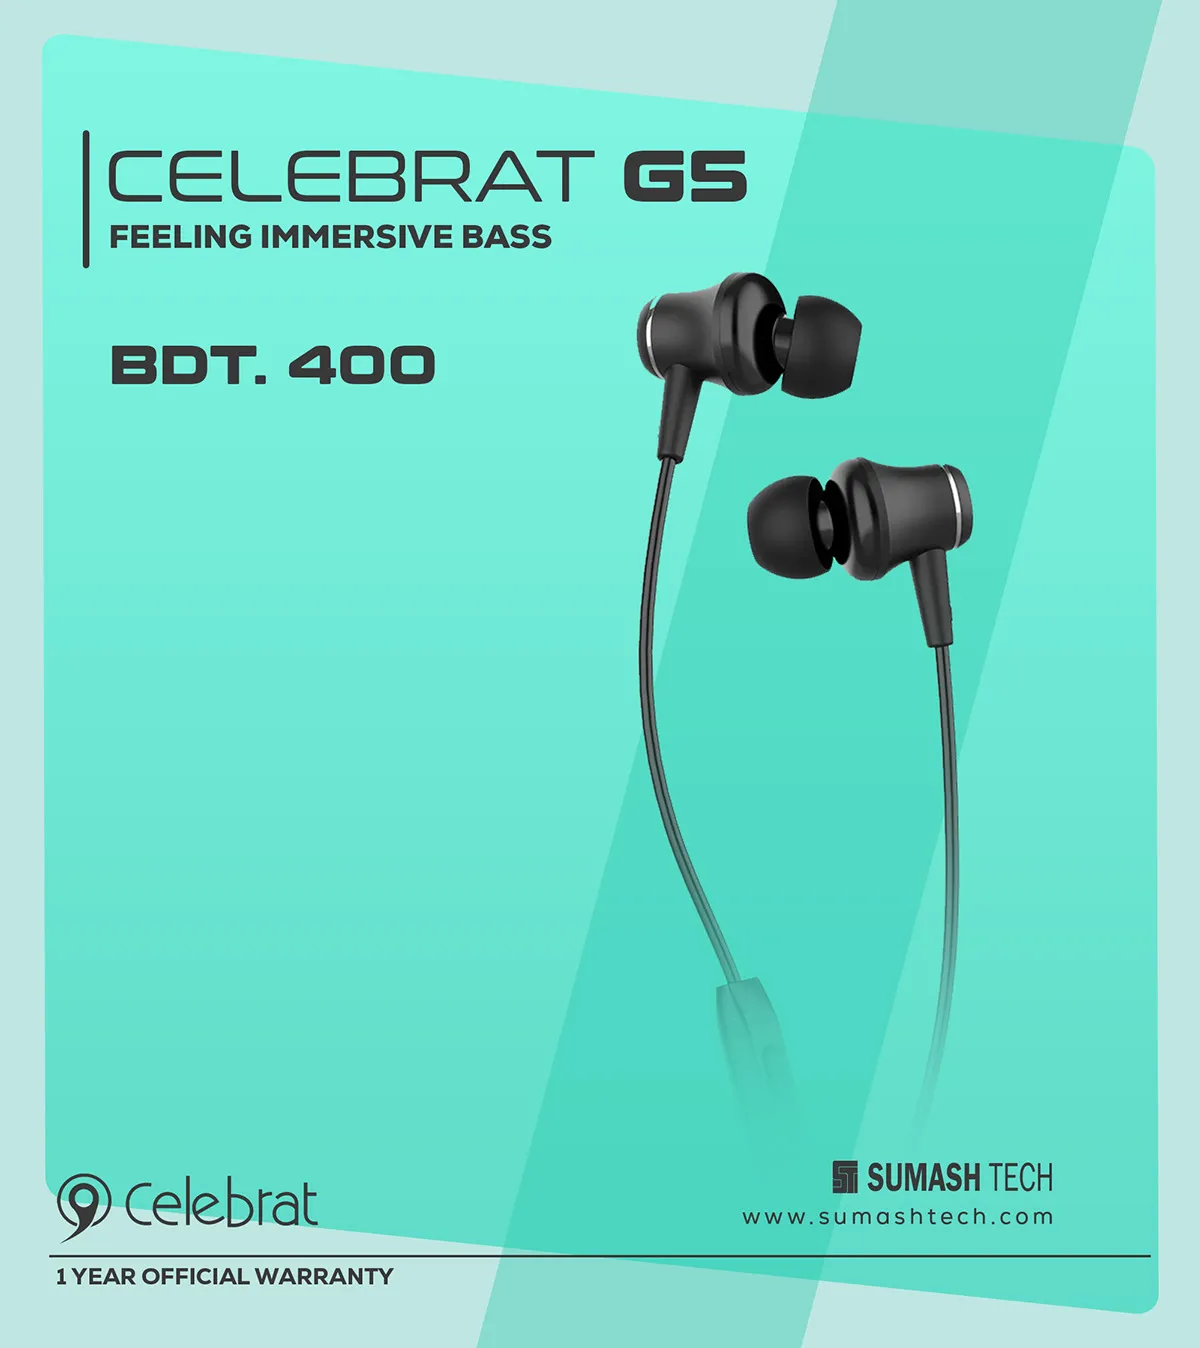 CELEBRAT G5
FEELING IMMERSIVE BASS
BDT. 400
Celebrat
SUMASH TECH
www.sumashtech.com
1 YEAR OFFICIAL WARRANTY